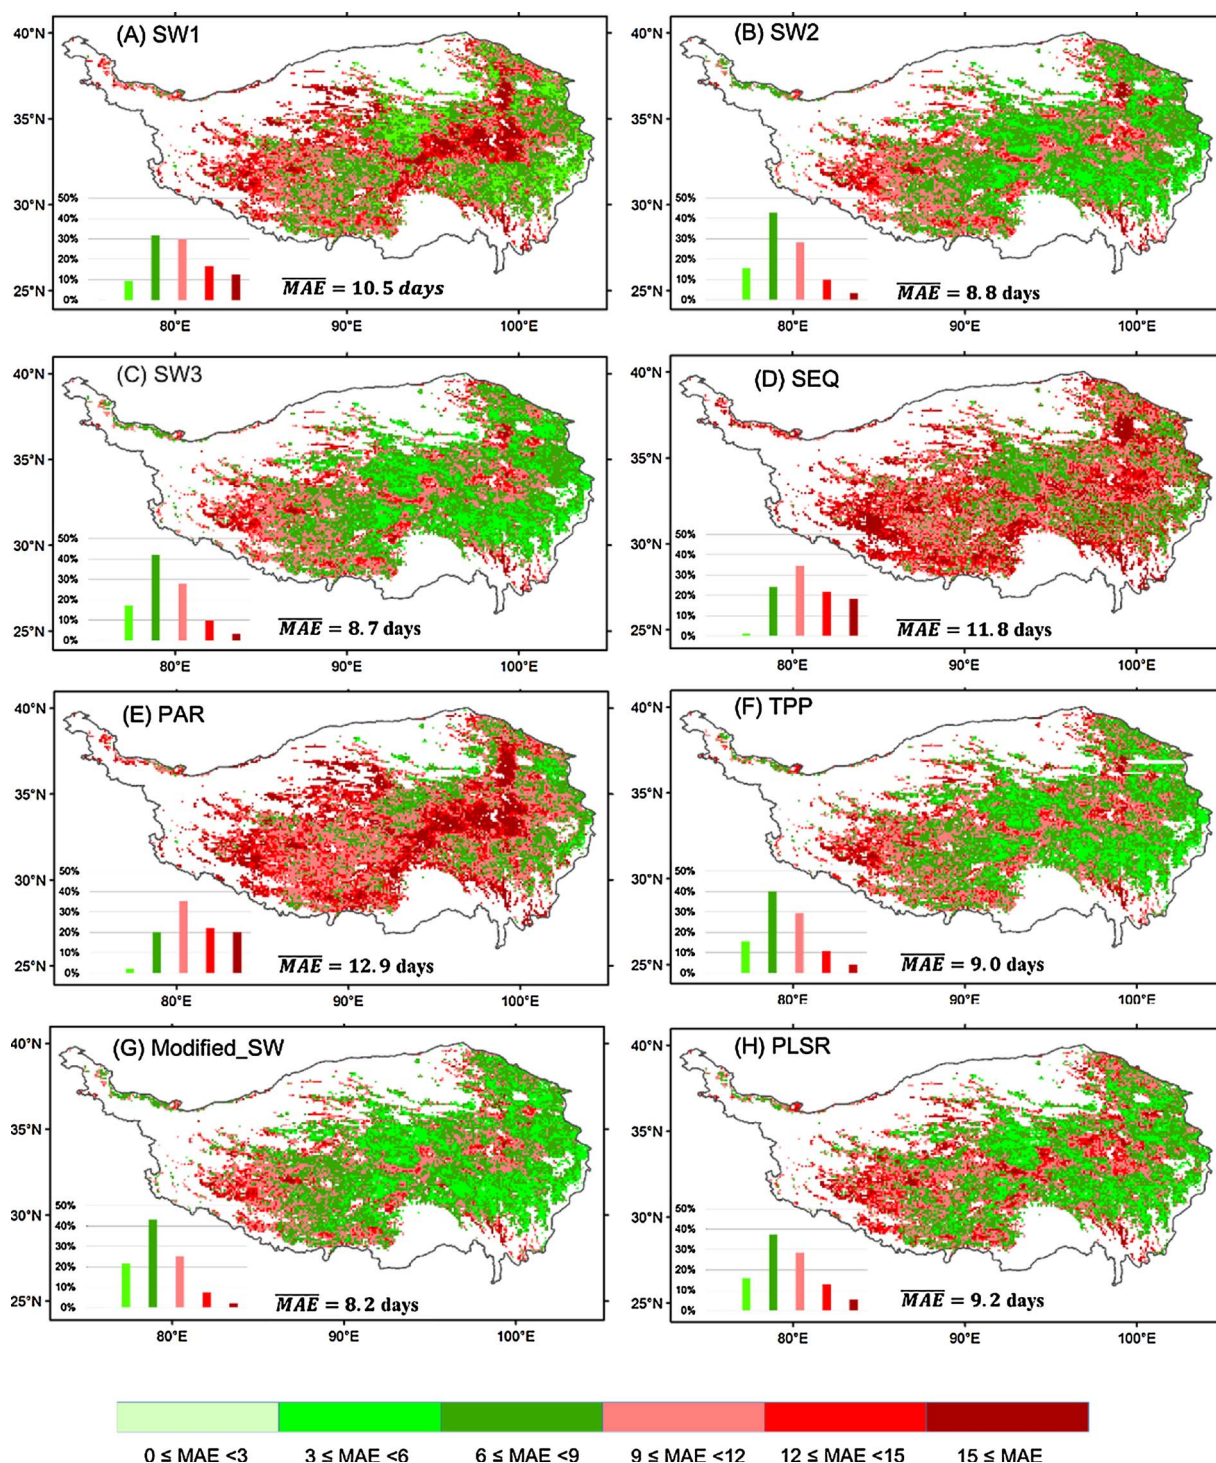 (A) SW1
40°N
35°N
30°N
25°N
50%
40%
30%
20%
10%
0%
MAE = 10.5 days
80°E 90°E 100°E
(B) SW2
40°N
35°N
30°N
25°N
50%
40%
30%
20%
10%
0%
MAE = 8.8 days
80°E 90°E 100°E
(C) SW3
40°N
35°N
30°N
25°N
50%
40%
30%
20%
10%
0%
MAE = 8.7 days
80°E 90°E 100°E
(D) SEQ
40°N
35°N
30°N
25°N
50%
40%
30%
20%
10%
0%
MAE = 11.8 days
80°E 90°E 100°E
(E) PAR
40°N
35°N
30°N
25°N
50%
40%
30%
20%
10%
0%
MAE = 12.9 days
80°E 90°E 100°E
(F) TPP
40°N
35°N
30°N
25°N
50%
40%
30%
20%
10%
0%
MAE = 9.0 days
80°E 90°E 100°E
(G) Modified_SW
40°N
35°N
30°N
25°N
50%
40%
30%
20%
10%
0%
MAE = 8.2 days
80°E 90°E 100°E
(H) PLSR
40°N
35°N
30°N
25°N
50%
40%
30%
20%
10%
0%
MAE = 9.2 days
80°E 90°E 100°E
0 ≤ MAE <3 3 ≤ MAE <6 6 ≤ MAE <9 9 ≤ MAE <12 12 ≤ MAE <15 15 ≤ MAE